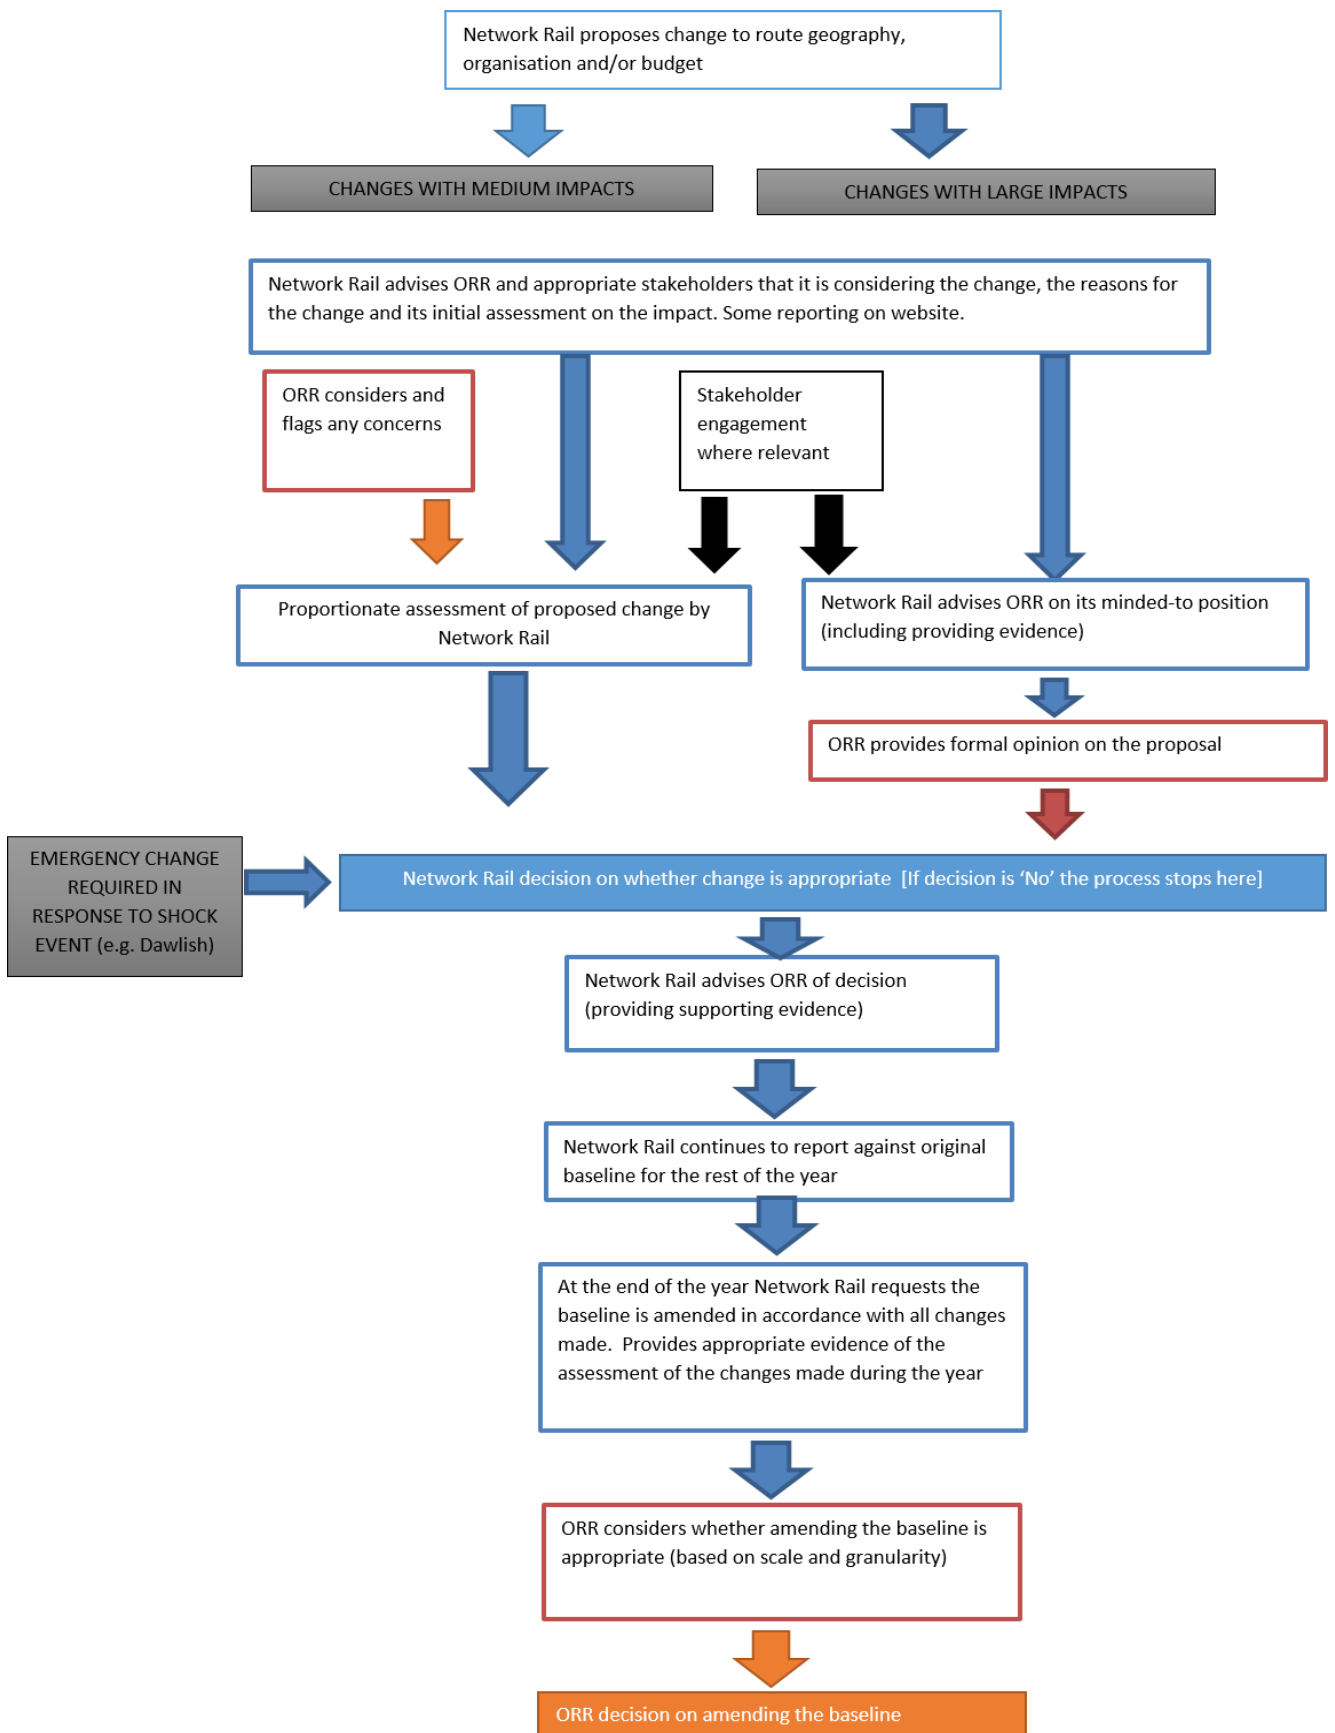 Network Rail proposes change to route geography,
organisation and/or budget
CHANGES WITH MEDIUM IMPACTS
CHANGES WITH LARGE IMPACTS
Network Rail advises ORR and appropriate stakeholders that it is considering the change, the reasons for
the change and its initial assessment on the impact. Some reporting on website.
ORR considers and
flags any concerns
Stakeholder
engagement
where relevant
Proportionate assessment of proposed change by
Network Rail
Network Rail advises ORR on its minded-to position
(including providing evidence)
ORR provides formal opinion on the proposal
EMERGENCY CHANGE
REQUIRED IN
RESPONSE TO SHOCK
EVENT (e.g. Dawlish)
Network Rail decision on whether change is appropriate [If decision is ‘No’ the process stops here]
Network Rail advises ORR of decision
(providing supporting evidence)
Network Rail continues to report against original
baseline for the rest of the year
At the end of the year Network Rail requests the
baseline is amended in accordance with all changes
made. Provides appropriate evidence of the
assessment of the changes made during the year
ORR considers whether amending the baseline is
appropriate (based on scale and granularity)
ORR decision on amending the baseline